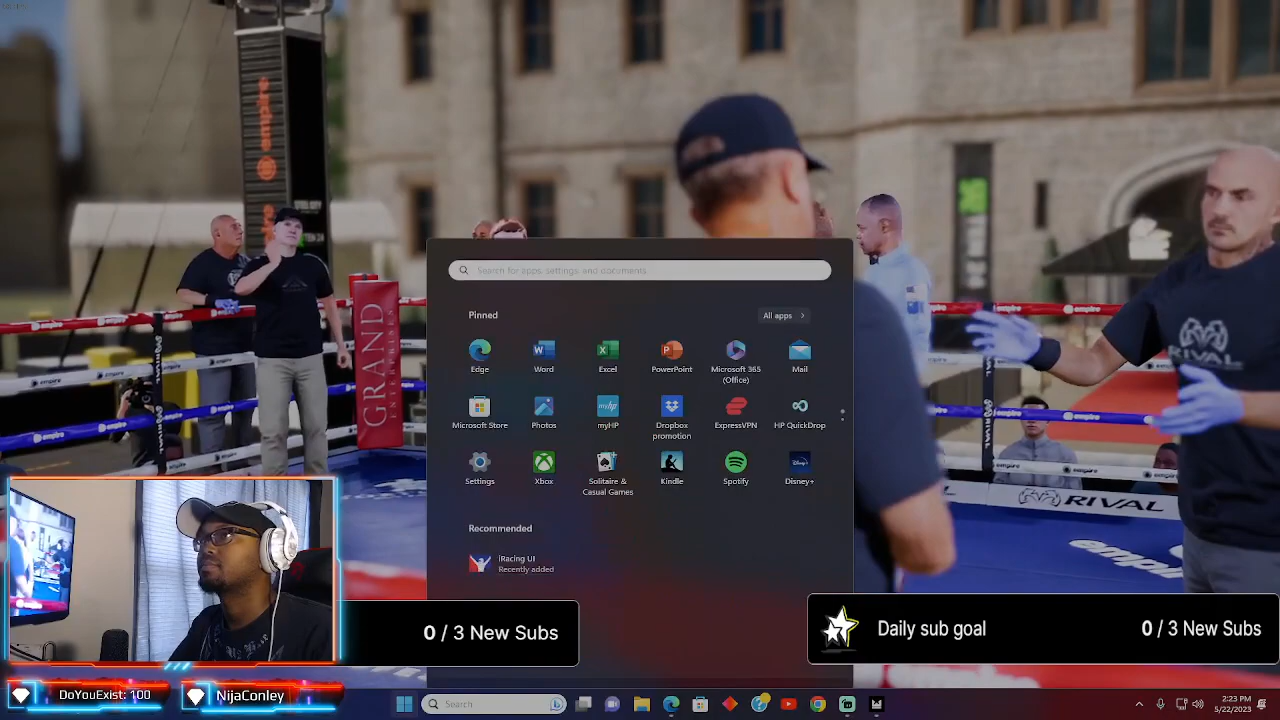 empire
GRAND
ENTERPRISES
RIVAL
empire
RIVAL
empire
Search for apps, settings and documents
Pinned
All apps
Edge
Word
Excel
PowerPoint
Microsoft 365
(Office)
Mail
Microsoft Store
Photos
myHP
Dropbox
promotion
ExpressVPN
HP QuickDrop
Settings
Xbox
Solitaire &
Casual Games
Kindle
Spotify
Disney+
Recommended
iRacing UI
Recently added
0 / 3 New Subs
Daily sub goal
0 / 3 New Subs
DoYouExist: 100
NijaConley
Search
2:23 PM
5/22/2023